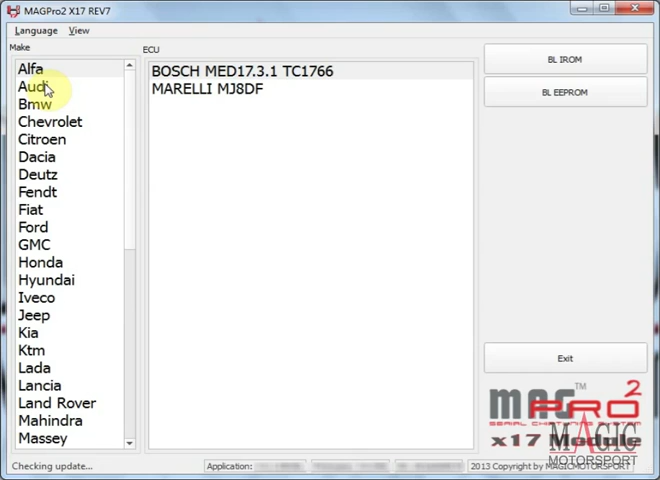 MAGPro2 X17 REV7
Language View
Make
ECU
Alfa
Audi
Bmw
Chevrolet
Citroen
Dacia
Deutz
Fendt
Fiat
Ford
GMC
Honda
Hyundai
Iveco
Jeep
Kia
Ktm
Lada
Lancia
Land Rover
Mahindra
Massey
BOSCH MED17.3.1 TC1766
MARELLI MJ8DF
BL IROM
BL EEPROM
Exit
MAG PRO2 TM
x17 Module
MAGIC
MOTORSPORT
Checking update...
Application:
2013 Copyright by MAGICMOTORSPORT